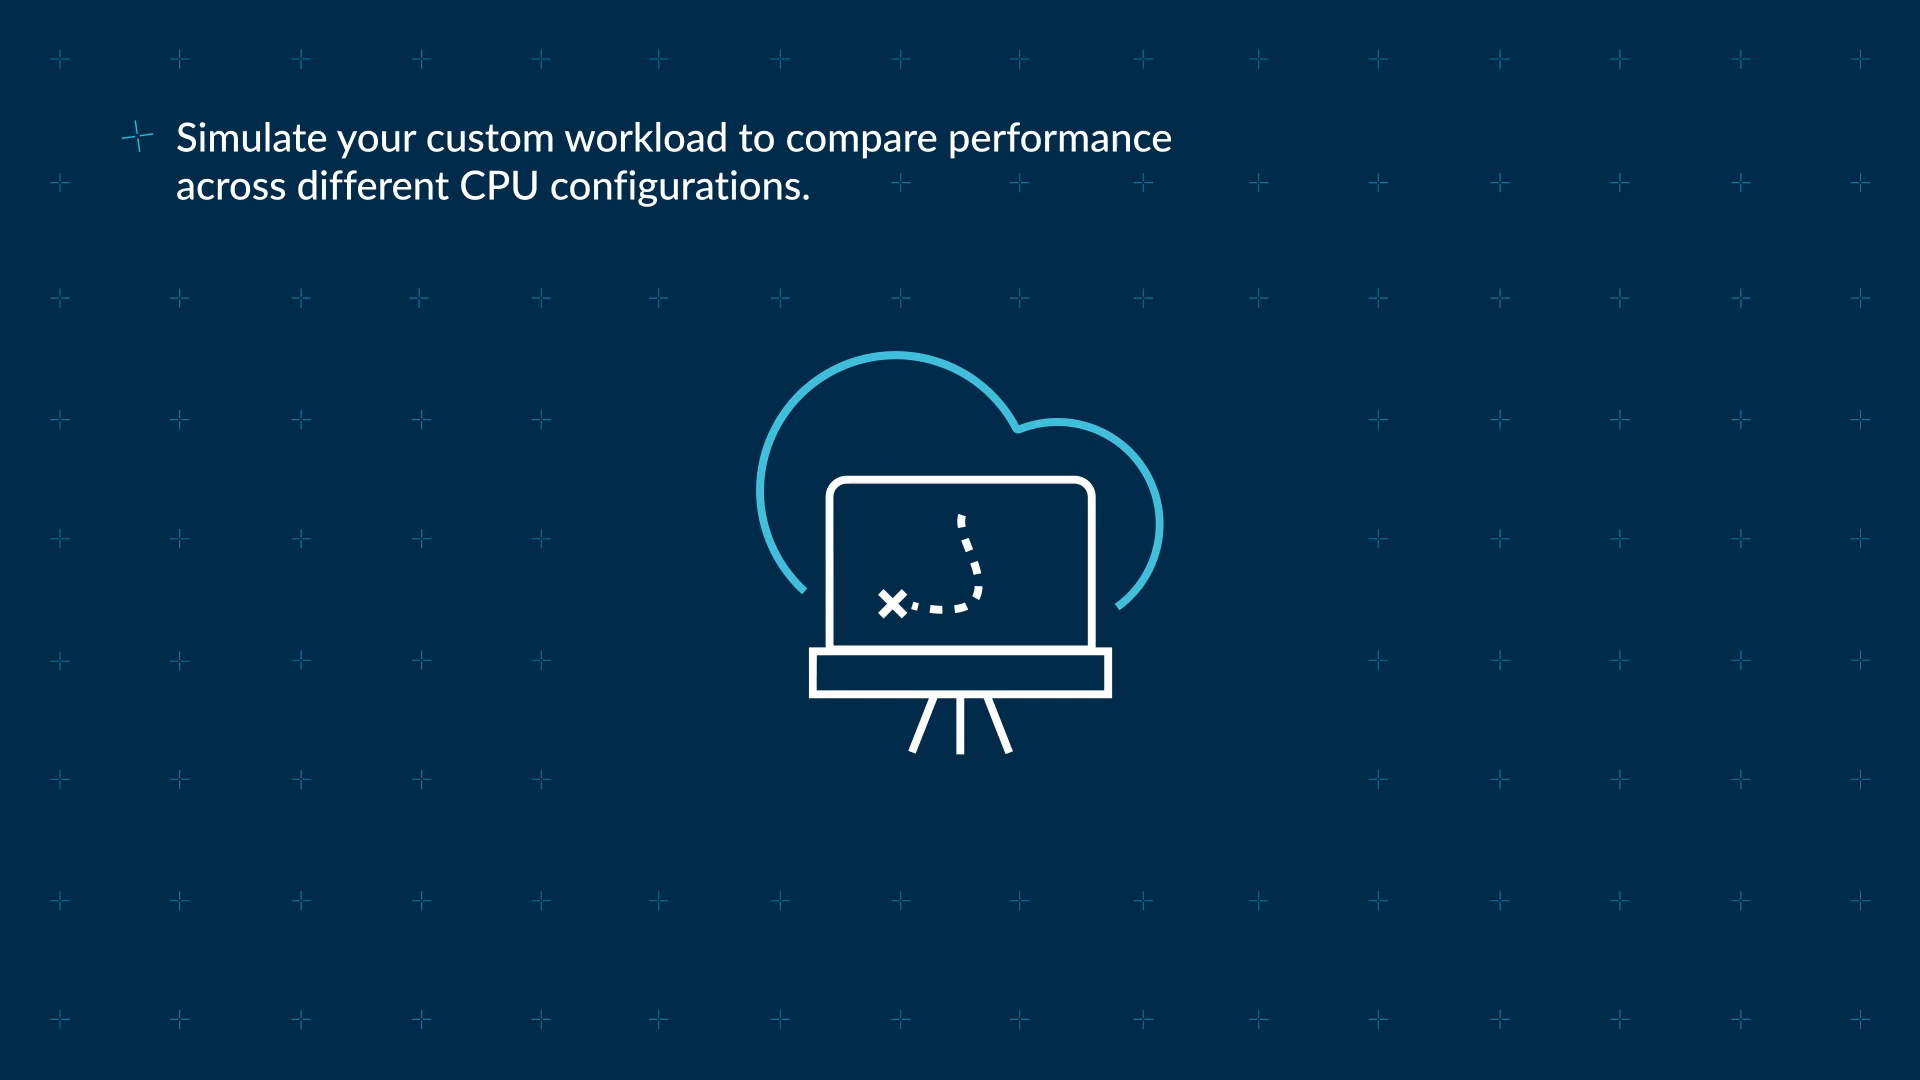 Simulate your custom workload to compare performance
across different CPU configurations.